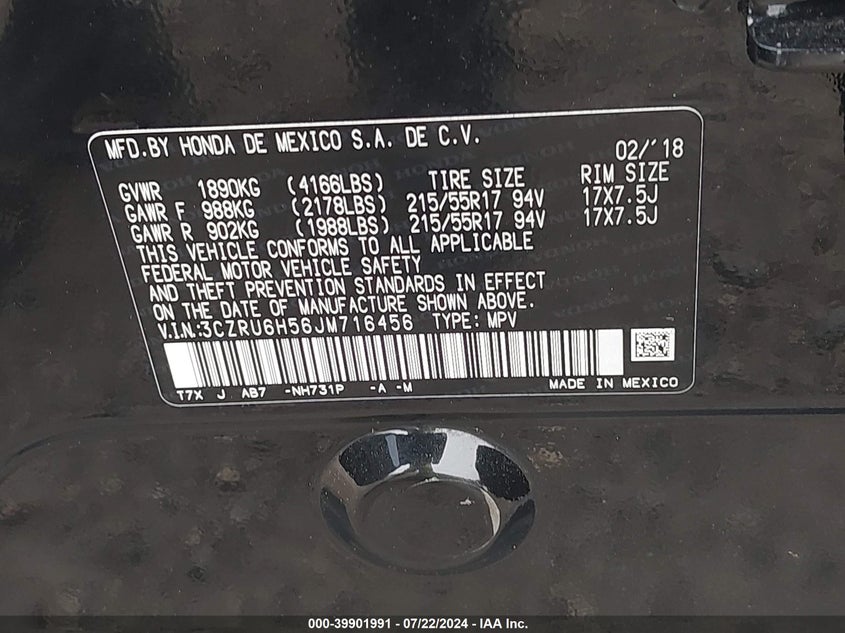 MFD.BY HONDA DE MEXICO S.A. DE C.V.
02/'18
GVWR 1890KG (4166LBS) TIRE SIZE RIM SIZE
GAWR F 988KG (2178LBS) 215/55R17 94V 17X7.5J
GAWR R 902KG (1988LBS) 215/55R17 94V 17X7.5J
THIS VEHICLE CONFORMS TO ALL APPLICABLE
FEDERAL MOTOR VEHICLE SAFETY
AND THEFT PREVENTION STANDARDS IN EFFECT
ON THE DATE OF MANUFACTURE SHOWN ABOVE.
V.I.N:3CZRU6H56JM716456 TYPE: MPV
T7X J AB7 -NH731P -A -M MADE IN MEXICO
000-39901991 - 07/22/2024 - IAA Inc.